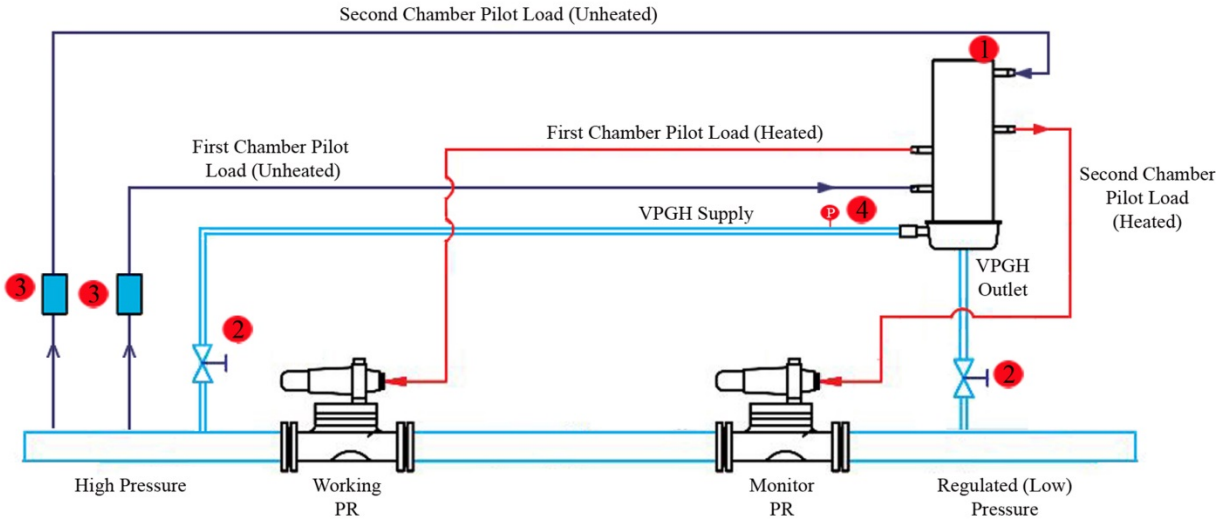 Second Chamber Pilot Load (Unheated)
1
First Chamber Pilot
Load (Unheated)
First Chamber Pilot Load (Heated)
Second Chamber
Pilot Load
(Heated)
VPGH Supply
P
4
VPGH
Outlet
3
3
2
2
High Pressure
Working
PR
Monitor
PR
Regulated (Low)
Pressure